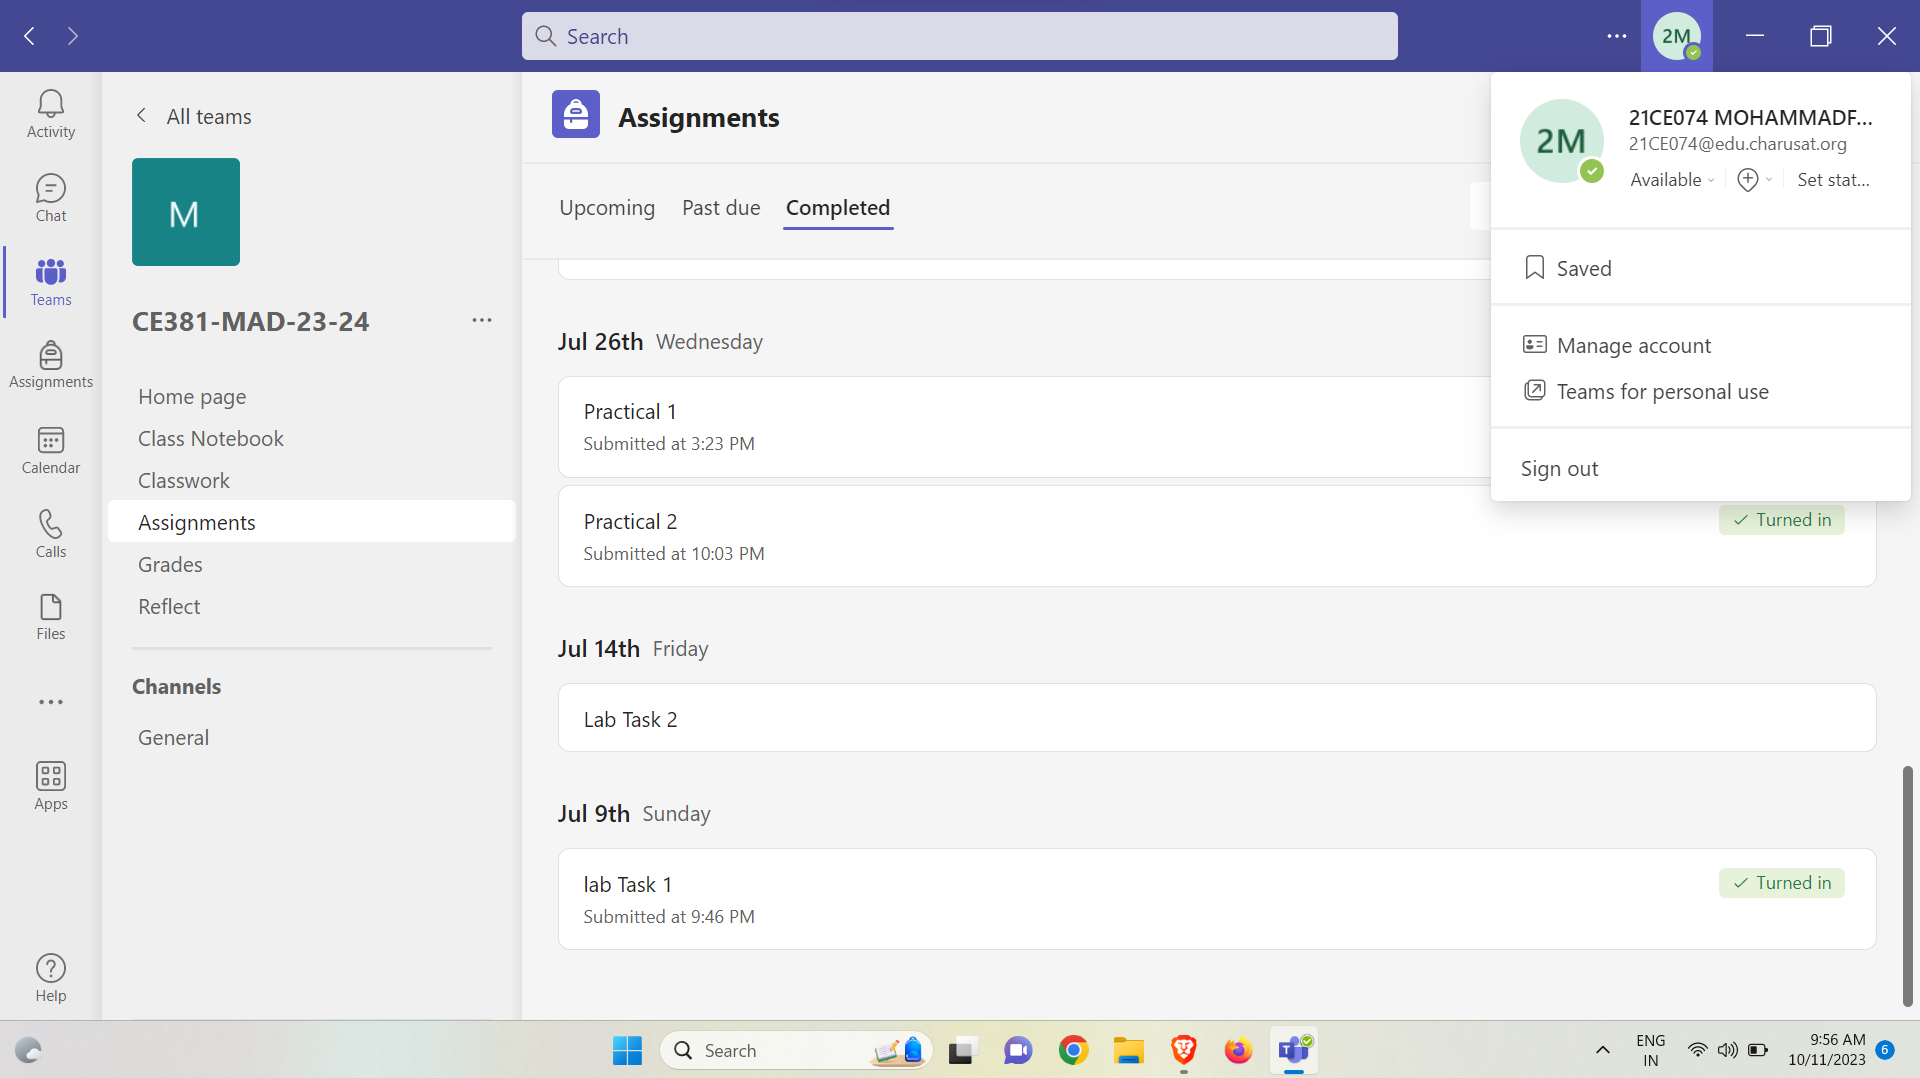 Search
2M
Activity
Chat
Teams
Assignments
Calendar
Calls
Files
Apps
Help
All teams
M
CE381-MAD-23-24
Home page
Class Notebook
Classwork
Assignments
Grades
Reflect
Channels
General
Assignments
Upcoming Past due Completed
Jul 26th Wednesday
Practical 1
Submitted at 3:23 PM
Practical 2
Submitted at 10:03 PM
Turned in
Jul 14th Friday
Lab Task 2
Jul 9th Sunday
lab Task 1
Submitted at 9:46 PM
Turned in
2M
21CE074 MOHAMMADF...
21CE074@edu.charusat.org
Available Set stat...
Saved
Manage account
Teams for personal use
Sign out
Search
ENG
IN
9:56 AM
10/11/2023
6